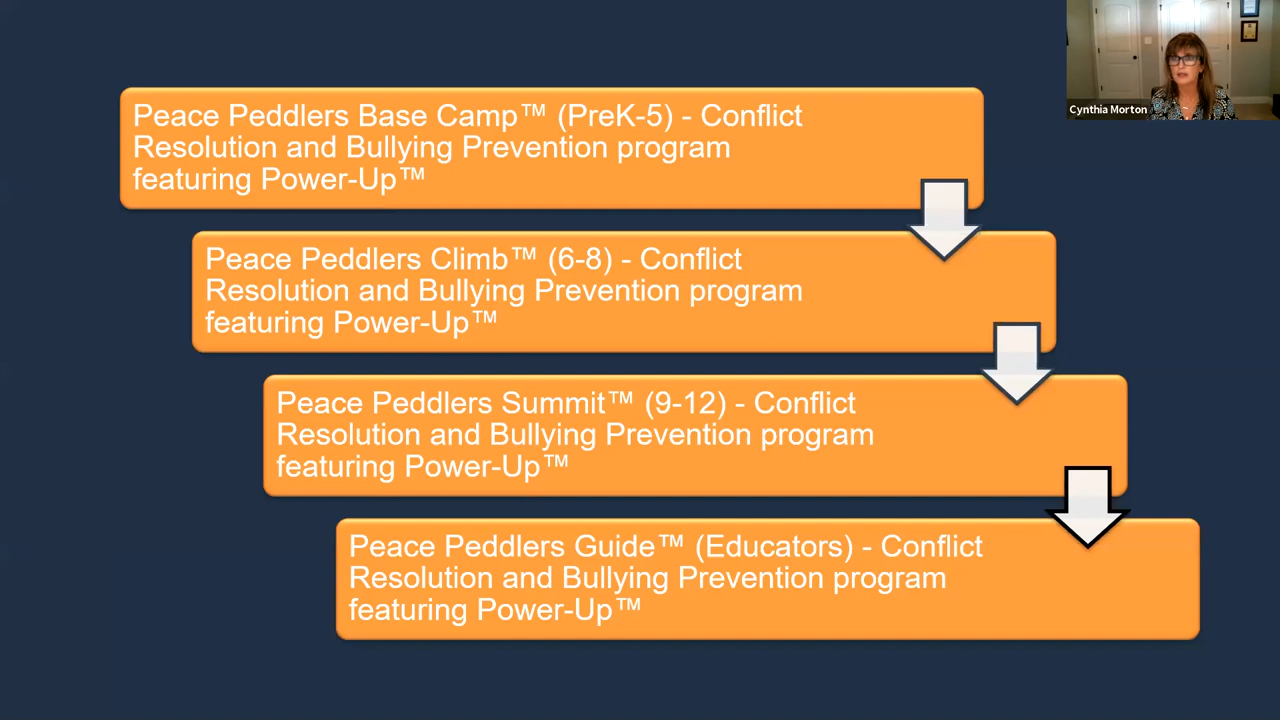 Peace Peddlers Base Camp™ (PreK-5) - Conflict
Resolution and Bullying Prevention program
featuring Power-Up™
Peace Peddlers Climb™ (6-8) - Conflict
Resolution and Bullying Prevention program
featuring Power-Up™
Peace Peddlers Summit™ (9-12) - Conflict
Resolution and Bullying Prevention program
featuring Power-Up™
Peace Peddlers Guide™ (Educators) - Conflict
Resolution and Bullying Prevention program
featuring Power-Up™
Cynthia Morton